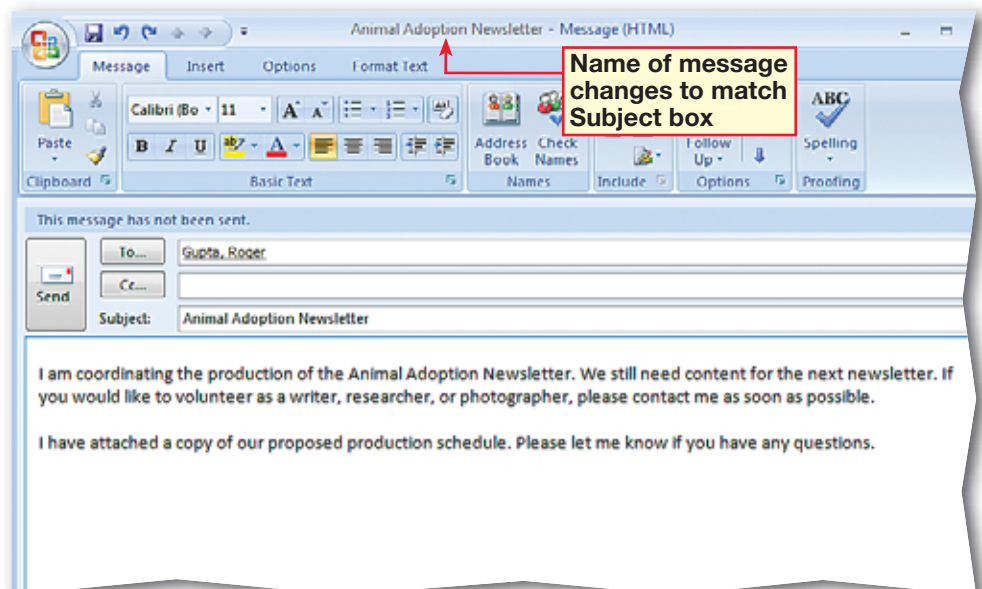 Animal Adoption Newsletter - Message (HTML)
Message Insert Options Format Text
Name of message
changes to match
Subject box
Calibri (Bo 11 A A
ABC
B I U ab A
Paste
Address Check
Book Names
Follow
Up
Spelling
Clipboard Basic Text Names Include Options Proofing
This message has not been sent.
To... Gupta, Roger
Cc...
Send
Subject: Animal Adoption Newsletter
I am coordinating the production of the Animal Adoption Newsletter. We still need content for the next newsletter. If
you would like to volunteer as a writer, researcher, or photographer, please contact me as soon as possible.
I have attached a copy of our proposed production schedule. Please let me know if you have any questions.